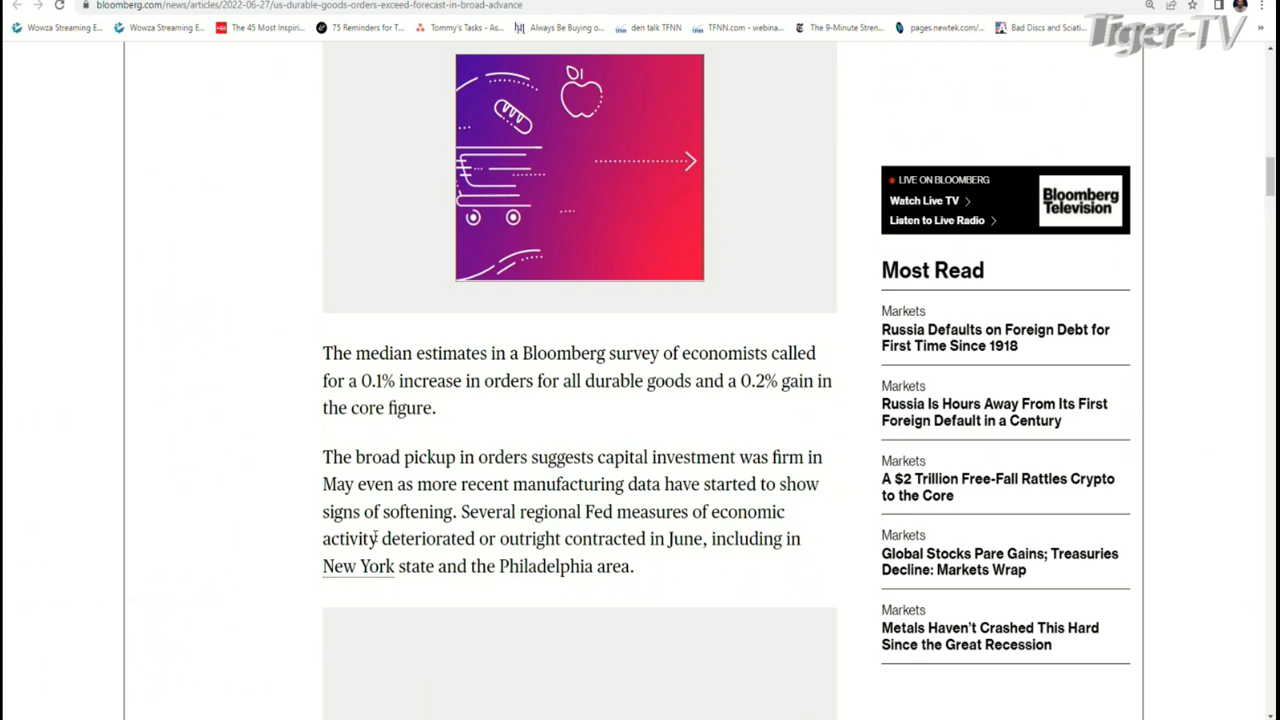 bloomberg.com/news/articles/2022-06-27/us-durable-goods-orders-exceed-forecast-in-broad-advance
Wowza Streaming E...
Wowza Streaming E...
The 45 Most Inspiri...
75 Reminders for T...
Tommy's Tasks - As...
Always Be Buying o...
den talk TFNN
TFNN.com - webina...
The 9-Minute Stren...
pages.newtek.com/...
Bad Discs and Sciati...
Tiger-TV
LIVE ON BLOOMBERG
Watch Live TV
Listen to Live Radio
Bloomberg
Television
Most Read
Markets
Russia Defaults on Foreign Debt for
First Time Since 1918
Markets
Russia Is Hours Away From Its First
Foreign Default in a Century
Markets
A $2 Trillion Free-Fall Rattles Crypto
to the Core
Markets
Global Stocks Pare Gains; Treasuries
Decline: Markets Wrap
Markets
Metals Haven't Crashed This Hard
Since the Great Recession
The median estimates in a Bloomberg survey of economists called
for a 0.1% increase in orders for all durable goods and a 0.2% gain in
the core figure.
The broad pickup in orders suggests capital investment was firm in
May even as more recent manufacturing data have started to show
signs of softening. Several regional Fed measures of economic
activity deteriorated or outright contracted in June, including in
New York state and the Philadelphia area.